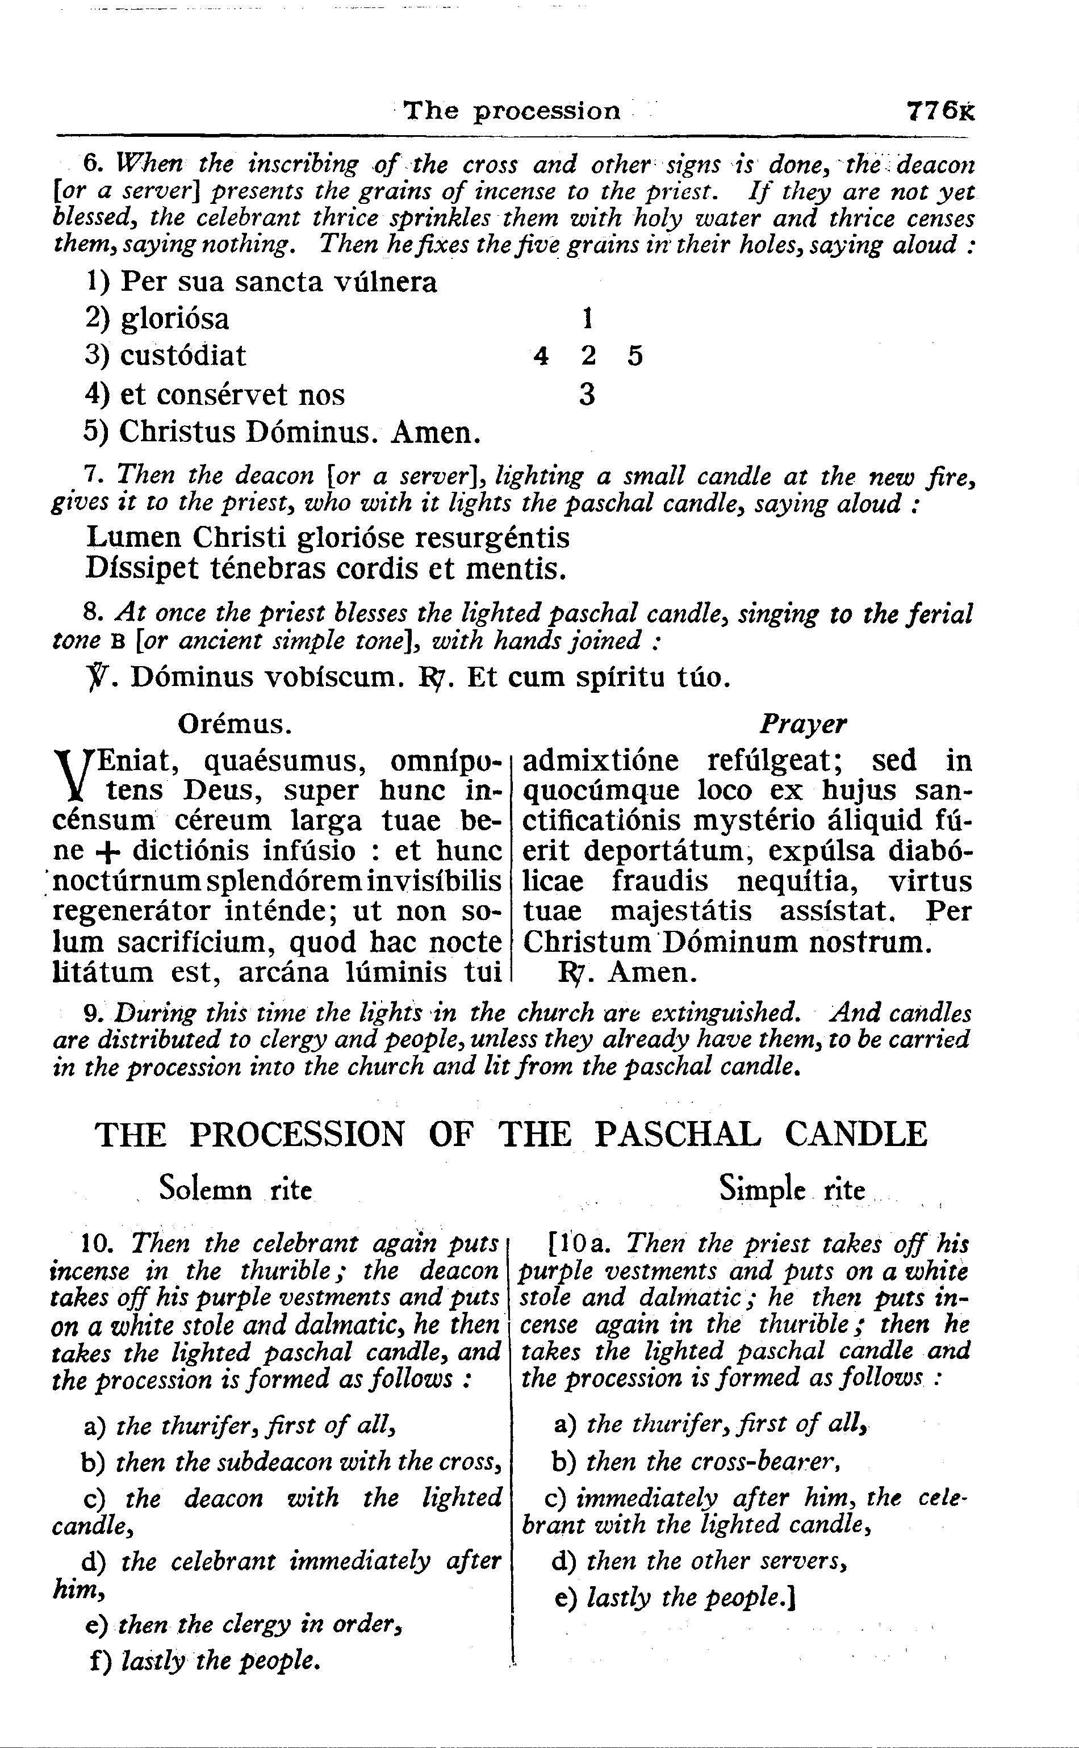 The procession 776K
6. When the inscribing of the cross and other signs is done, the deacon
[or a server] presents the grains of incense to the priest. If they are not yet
blessed, the celebrant thrice sprinkles them with holy water and thrice censes
them, saying nothing. Then he fixes the five grains in their holes, saying aloud :
1) Per sua sancta vúlnera
2) gloriósa 1
3) custódiat 4 2 5
4) et consérvet nos 3
5) Christus Dóminus. Amen.
7. Then the deacon [or a server], lighting a small candle at the new fire,
gives it to the priest, who with it lights the paschal candle, saying aloud :
Lumen Christi glorióse resurgéntis
Díssipet ténebras cordis et mentis.
8. At once the priest blesses the lighted paschal candle, singing to the ferial
tone B [or ancient simple tone], with hands joined :
℣. Dóminus vobíscum. ℟. Et cum spíritu túo.
Orémus. Prayer
VEniat, quaésumus, omnípo-
tens Deus, super hunc in-
cénsum céreum larga tuae be-
ne + dictiónis infúsio : et hunc
noctúrnum splendórem invisíbilis
regenerátor inténde; ut non so-
lum sacrifícium, quod hac nocte
litátum est, arcána lúminis tui
admixtióne refúlgeat; sed in
quocúmque loco ex hujus san-
ctificatiónis mystério áliquid fú-
erit deportátum, expúlsa diabó-
licae fraudis nequítia, virtus
tuae majestátis assístat. Per
Christum Dóminum nostrum.
℟. Amen.
9. During this time the lights in the church are extinguished. And candles
are distributed to clergy and people, unless they already have them, to be carried
in the procession into the church and lit from the paschal candle.
THE PROCESSION OF THE PASCHAL CANDLE
Solemn rite
10. Then the celebrant again puts
incense in the thurible; the deacon
takes off his purple vestments and puts
on a white stole and dalmatic, he then
takes the lighted paschal candle, and
the procession is formed as follows :
a) the thurifer, first of all,
b) then the subdeacon with the cross,
c) the deacon with the lighted
candle,
d) the celebrant immediately after
him,
e) then the clergy in order,
f) lastly the people.
Simple rite
[10a. Then the priest takes off his
purple vestments and puts on a white
stole and dalmatic; he then puts in-
cense again in the thurible; then he
takes the lighted paschal candle and
the procession is formed as follows :
a) the thurifer, first of all,
b) then the cross-bearer,
c) immediately after him, the cele-
brant with the lighted candle,
d) then the other servers,
e) lastly the people.]